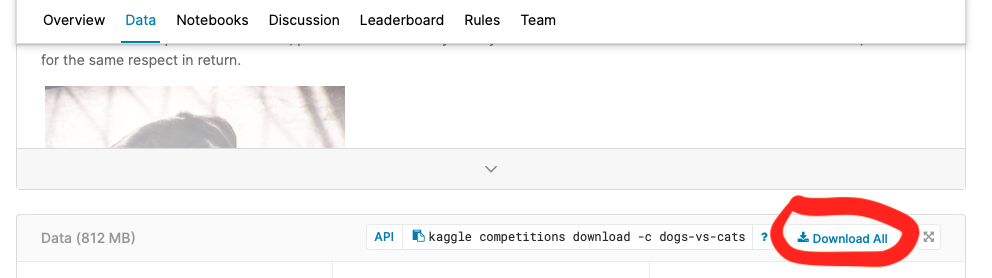 Overview Data Notebooks Discussion Leaderboard Rules Team
for the same respect in return.
Data (812 MB) API kaggle competitions download -c dogs-vs-cats ? Download All